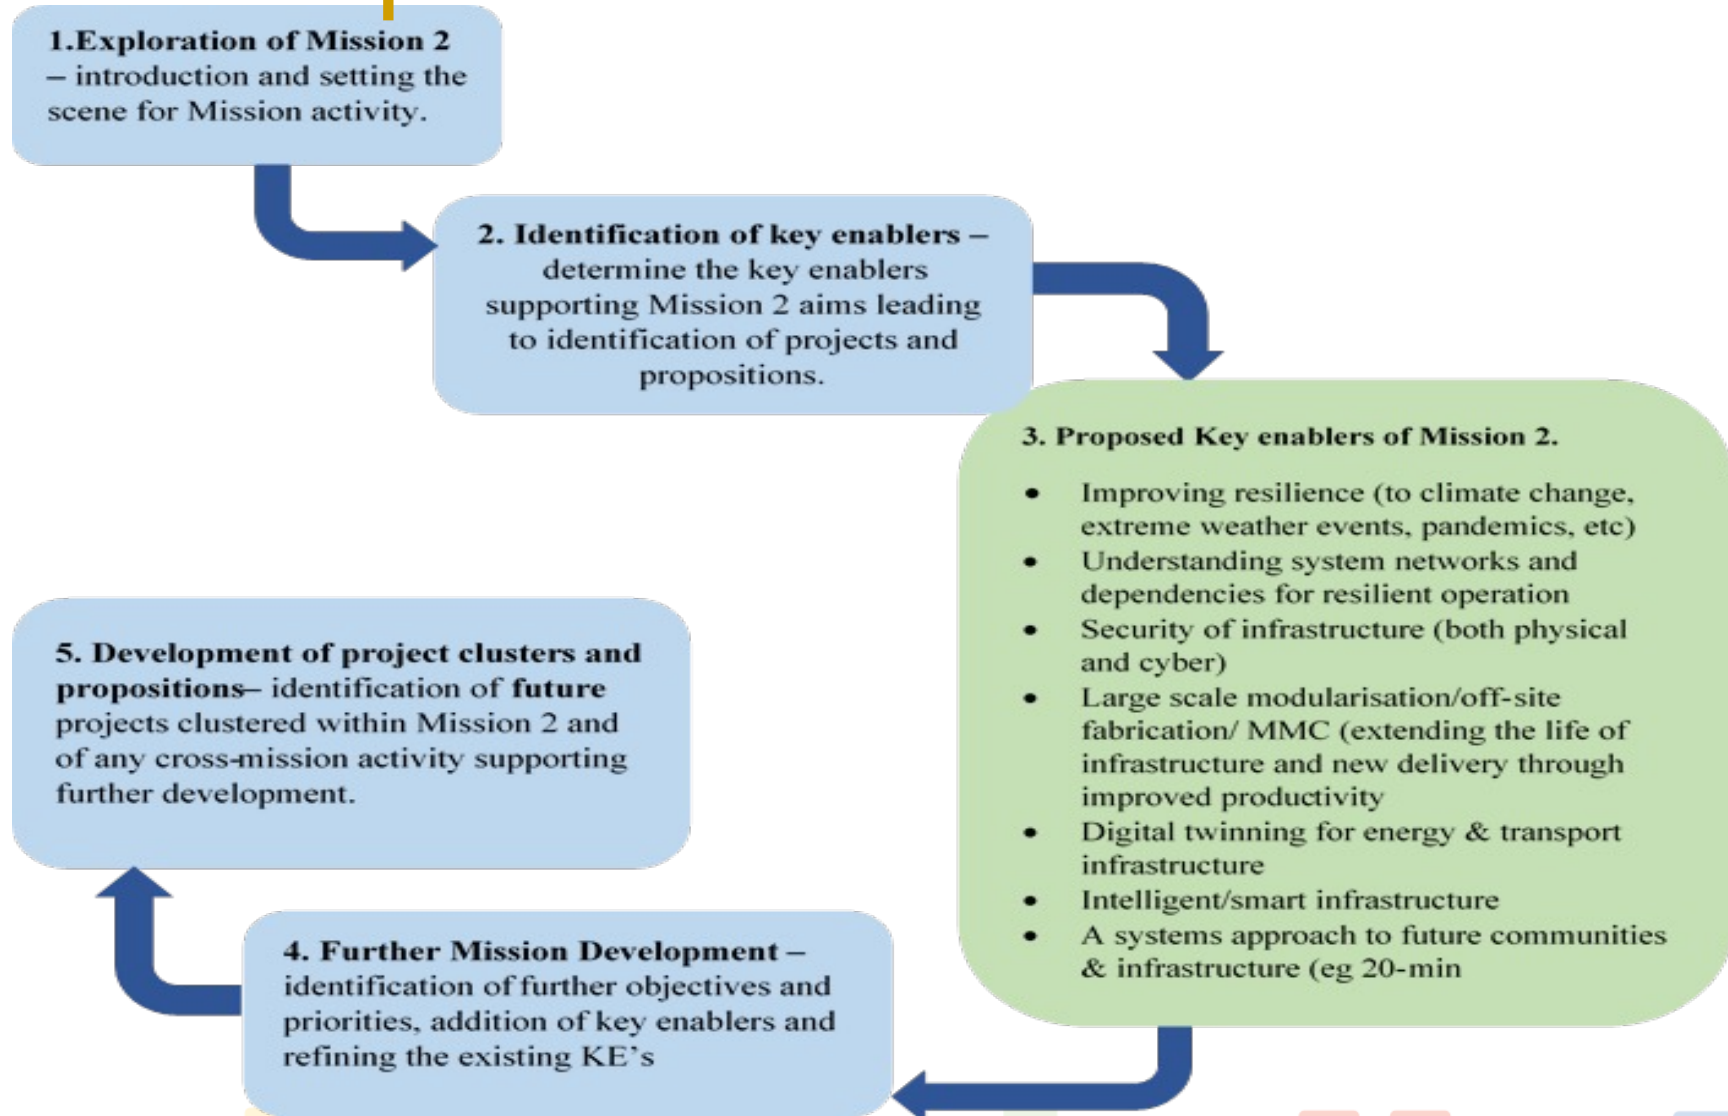 1.Exploration of Mission 2
– introduction and setting the
scene for Mission activity.
2. Identification of key enablers –
determine the key enablers
supporting Mission 2 aims leading
to identification of projects and
propositions.
3. Proposed Key enablers of Mission 2.
• Improving resilience (to climate change,
extreme weather events, pandemics, etc)
• Understanding system networks and
dependencies for resilient operation
• Security of infrastructure (both physical
and cyber)
• Large scale modularisation/off-site
fabrication/ MMC (extending the life of
infrastructure and new delivery through
improved productivity
• Digital twinning for energy & transport
infrastructure
• Intelligent/smart infrastructure
• A systems approach to future communities
& infrastructure (eg 20-min
4. Further Mission Development –
identification of further objectives and
priorities, addition of key enablers and
refining the existing KE’s
5. Development of project clusters and
propositions– identification of future
projects clustered within Mission 2 and
of any cross-mission activity supporting
further development.